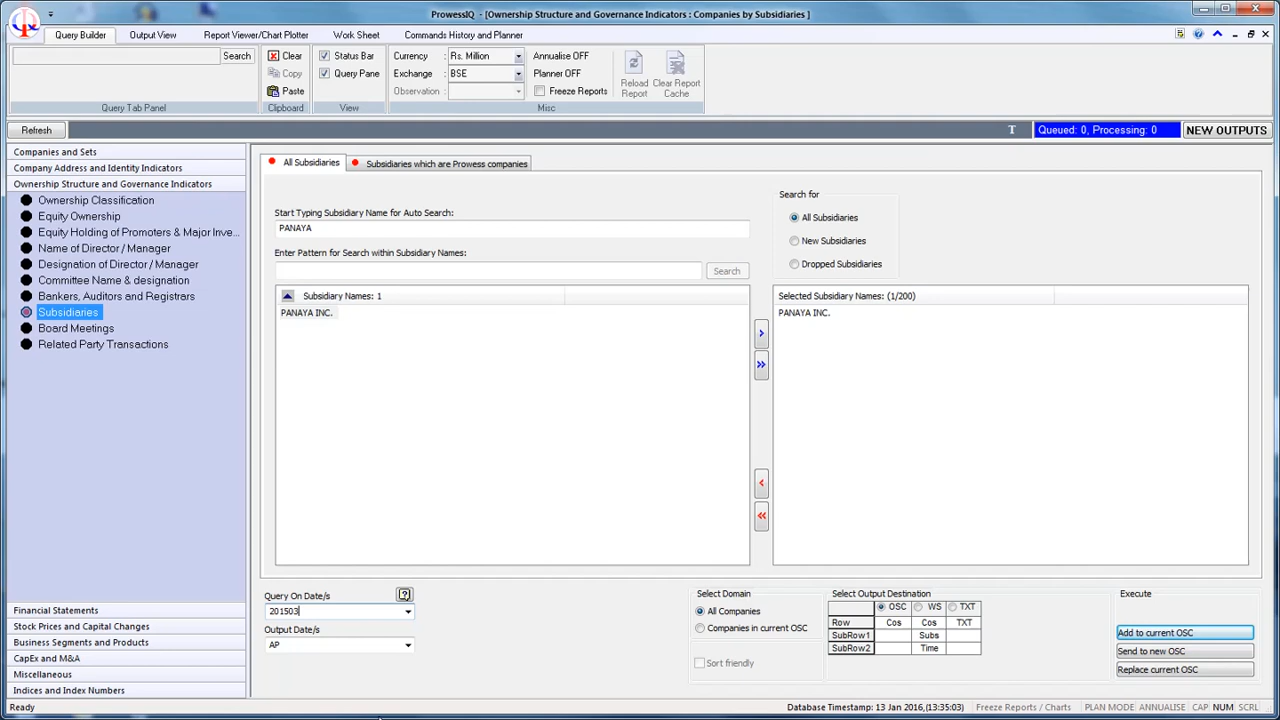 ProwessIQ - [Ownership Structure and Governance Indicators : Companies by Subsidiaries ]
Query Builder Output View Report Viewer/Chart Plotter Work Sheet Commands History and Planner
Search Clear Status Bar Currency Rs. Million Annualise OFF
Copy Query Pane Exchange BSE Planner OFF
Paste Observation Freeze Reports Reload Report Clear Report Cache
Query Tab Panel Clipboard View Misc
Refresh T Queued: 0, Processing: 0 NEW OUTPUTS
Companies and Sets
Company Address and Identity Indicators
Ownership Structure and Governance Indicators
Ownership Classification
Equity Ownership
Equity Holding of Promoters & Major Inve...
Name of Director / Manager
Designation of Director / Manager
Committee Name & designation
Bankers, Auditors and Registrars
Subsidiaries
Board Meetings
Related Party Transactions
Financial Statements
Stock Prices and Capital Changes
Business Segments and Products
CapEx and M&A
Miscellaneous
Indices and Index Numbers
All Subsidiaries Subsidiaries which are Prowess companies
Start Typing Subsidiary Name for Auto Search:
PANAYA
Enter Pattern for Search within Subsidiary Names:
Search
Search for
All Subsidiaries
New Subsidiaries
Dropped Subsidiaries
Subsidiary Names: 1
PANAYA INC.
> >> < <<
Selected Subsidiary Names: (1/200)
PANAYA INC.
Query On Date/s ?
201503
Output Date/s
AP
Select Domain
All Companies
Companies in current OSC
Sort friendly
Select Output Destination
OSC WS TXT
Row Cos Cos TXT
SubRow1 Subs
SubRow2 Time
Execute
Add to current OSC
Send to new OSC
Replace current OSC
Ready Database Timestamp: 13 Jan 2016,(13:35:03) Freeze Reports / Charts PLAN MODE ANNUALISE CAP NUM SCRL